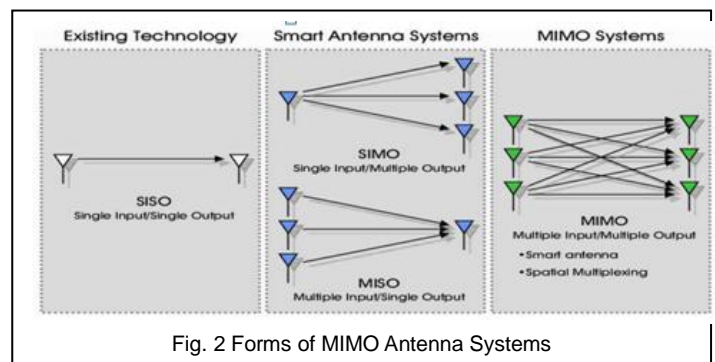 Existing Technology
SISO
Single Input/Single Output
Smart Antenna Systems
SIMO
Single Input/Multiple Output
MISO
Multiple Input/Single Output
MIMO Systems
MIMO
Multiple Input/Multiple Output
•Smart antenna
•Spatial Multiplexing
Fig. 2 Forms of MIMO Antenna Systems